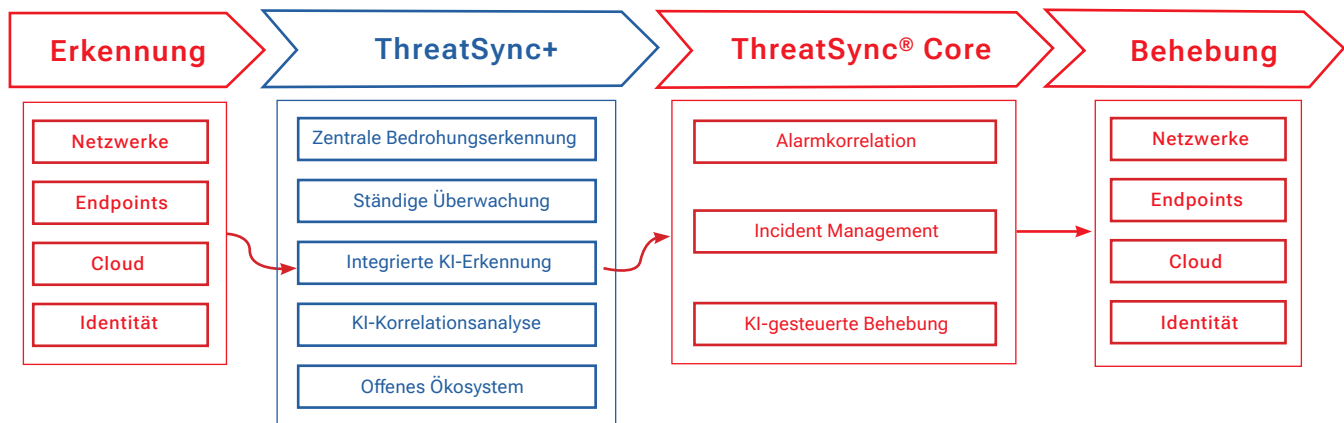 Erkennung
ThreatSync+
ThreatSync® Core
Behebung
Netzwerke
Endpoints
Cloud
Identität
Zentrale Bedrohungserkennung
Ständige Überwachung
Integrierte KI-Erkennung
KI-Korrelationsanalyse
Offenes Ökosystem
Alarmkorrelation
Incident Management
KI-gesteuerte Behebung
Netzwerke
Endpoints
Cloud
Identität